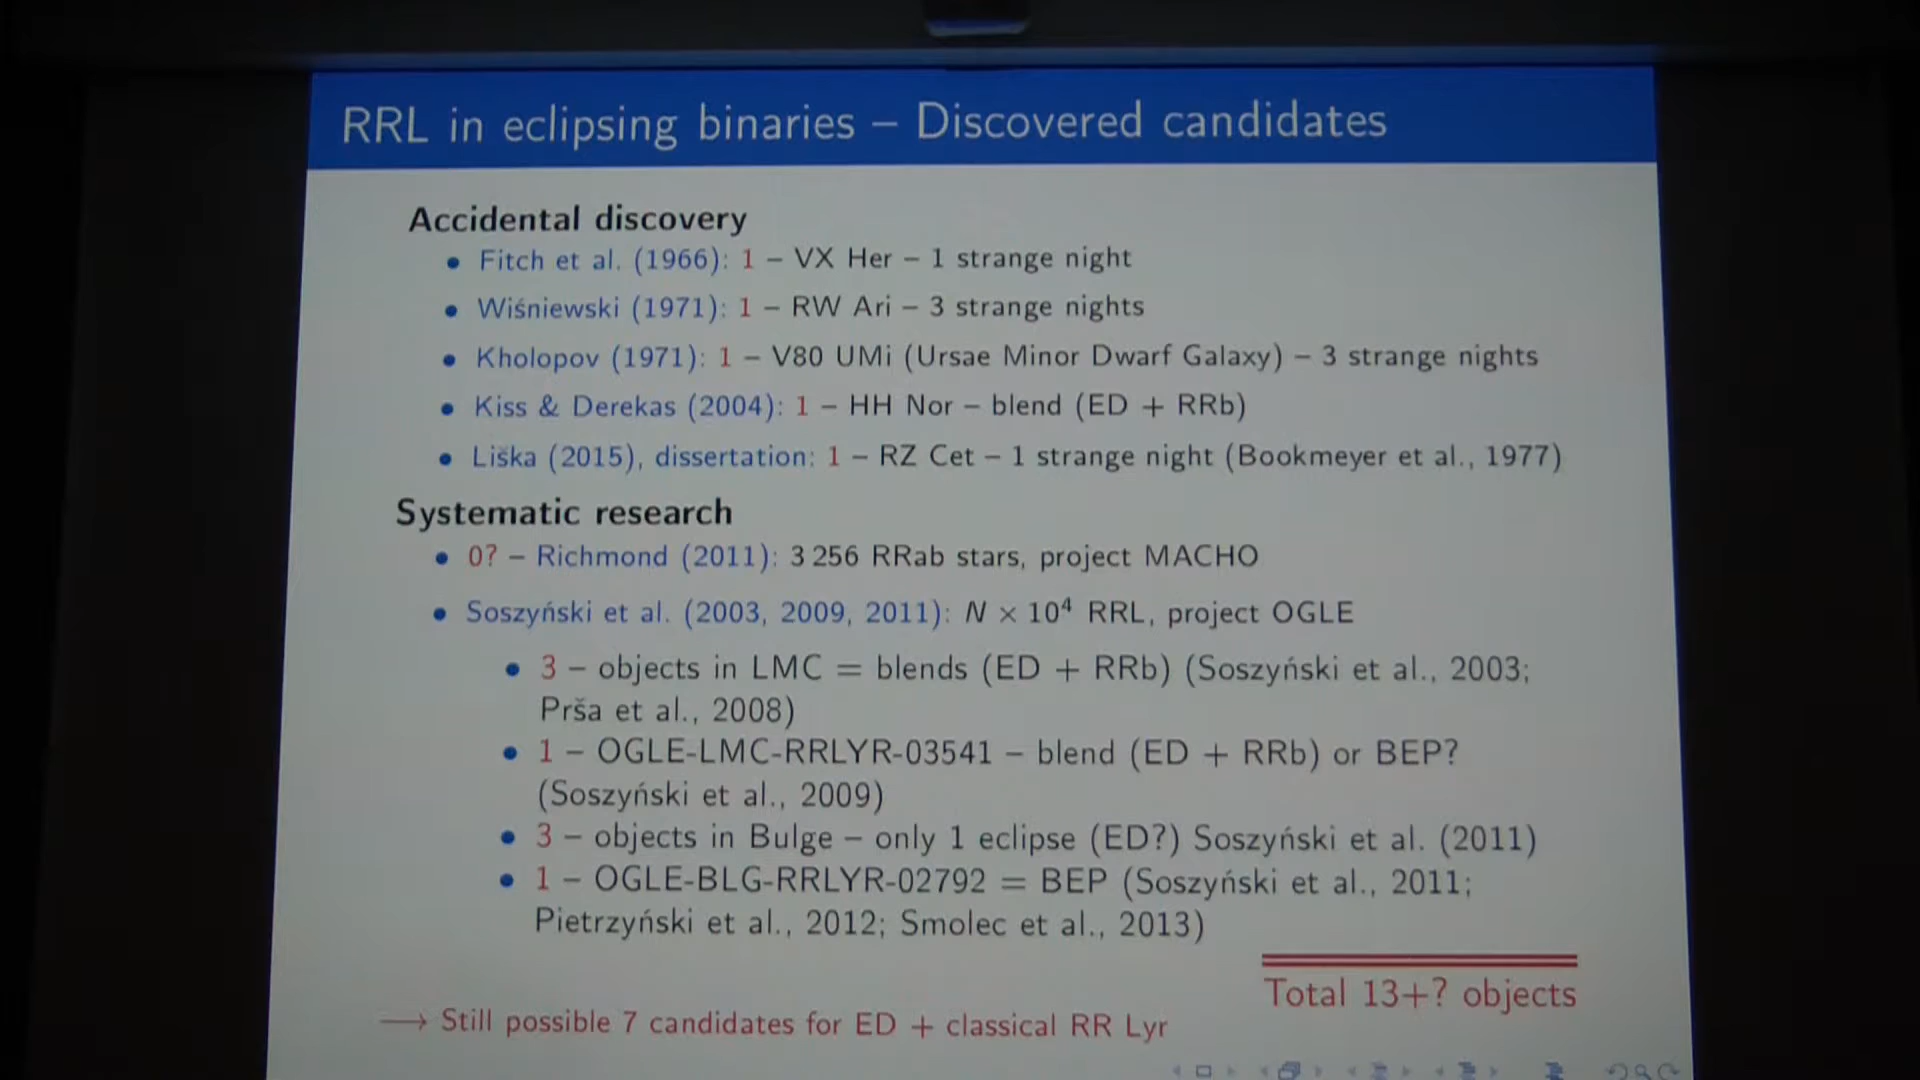 RRL in eclipsing binaries – Discovered candidates
Accidental discovery
• Fitch et al. (1966): 1 – VX Her – 1 strange night
• Wiśniewski (1971): 1 – RW Ari – 3 strange nights
• Kholopov (1971): 1 – V80 UMi (Ursae Minor Dwarf Galaxy) – 3 strange nights
• Kiss & Derekas (2004): 1 – HH Nor – blend (ED + RRb)
• Liška (2015), dissertation: 1 – RZ Cet – 1 strange night (Bookmeyer et al., 1977)
Systematic research
• 0? – Richmond (2011): 3 256 RRab stars, project MACHO
• Soszyński et al. (2003, 2009, 2011): N × 10⁴ RRL, project OGLE
• 3 – objects in LMC = blends (ED + RRb) (Soszyński et al., 2003;
Prša et al., 2008)
• 1 – OGLE-LMC-RRLYR-03541 – blend (ED + RRb) or BEP?
(Soszyński et al., 2009)
• 3 – objects in Bulge – only 1 eclipse (ED?) Soszyński et al. (2011)
• 1 – OGLE-BLG-RRLYR-02792 = BEP (Soszyński et al., 2011;
Pietrzyński et al., 2012; Smolec et al., 2013)
Total 13+? objects
⟶ Still possible 7 candidates for ED + classical RR Lyr